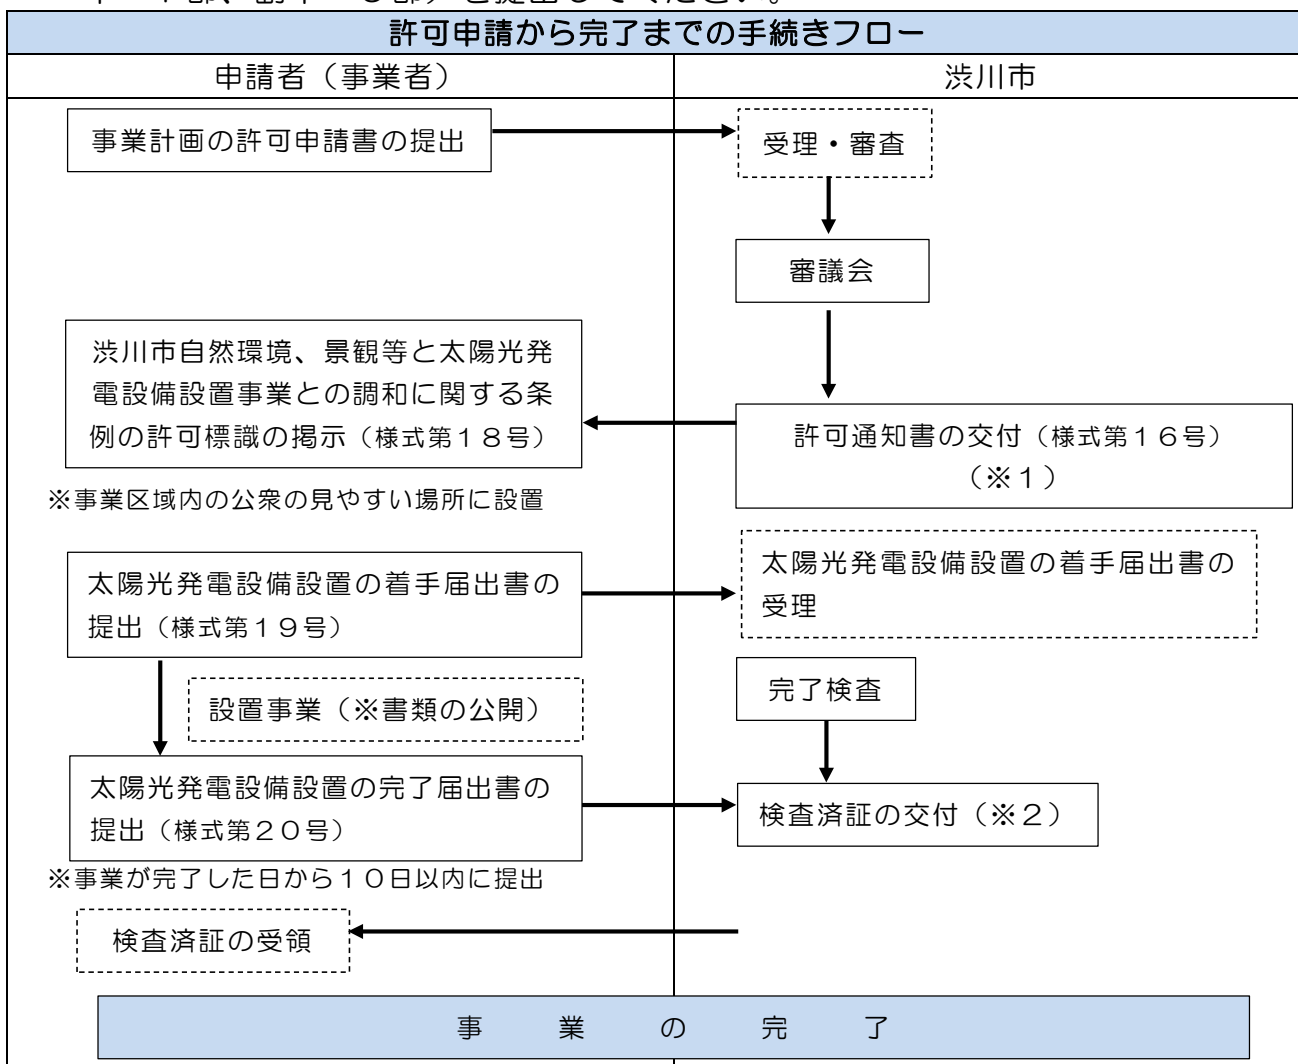 許可申請から完了までの手続きフロー
申請者（事業者）
渋川市
事業計画の許可申請書の提出
受理・審査
審議会
渋川市自然環境、景観等と太陽光発
電設備設置事業との調和に関する条
例の許可標識の掲示（様式第１８号）
許可通知書の交付（様式第１６号）
（※１）
※事業区域内の公衆の見やすい場所に設置
太陽光発電設備設置の着手届出書の
提出（様式第１９号）
太陽光発電設備設置の着手届出書の
受理
設置事業（※書類の公開）
完了検査
太陽光発電設備設置の完了届出書の
提出（様式第２０号）
検査済証の交付（※２）
※事業が完了した日から１０日以内に提出
検査済証の受領
事業の完了